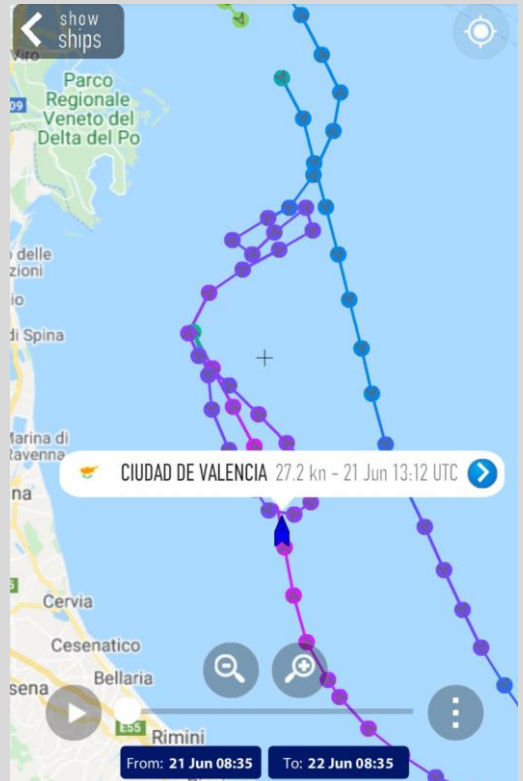 show
ships
Viro
Parco
Regionale
Veneto del
Delta del Po
09
o delle
zioni
io
di Spina
Marina di
Ravenna
CIUDAD DE VALENCIA 27.2 kn - 21 Jun 13:12 UTC
na
Cervia
Cesenatico
Bellaria
sena
E55
Rimini
From: 21 Jun 08:35 To: 22 Jun 08:35